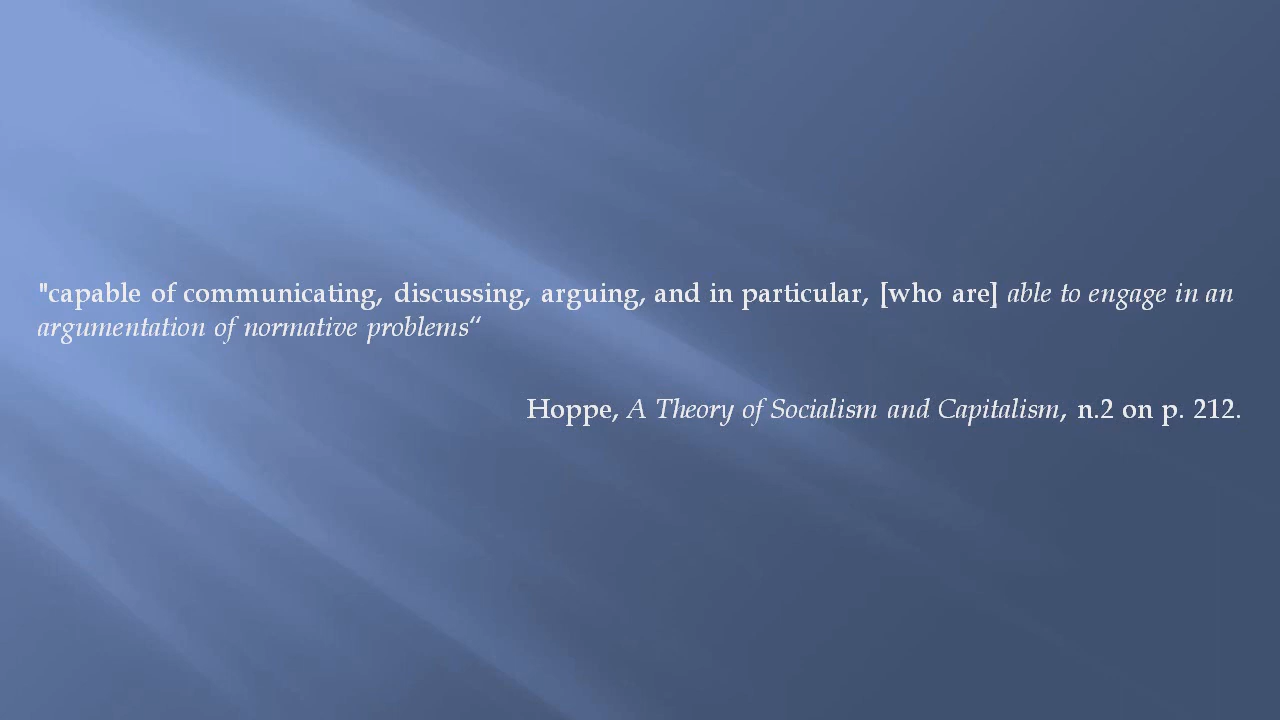 "capable of communicating, discussing, arguing, and in particular, [who are] able to engage in an
argumentation of normative problems“
Hoppe, A Theory of Socialism and Capitalism, n.2 on p. 212.